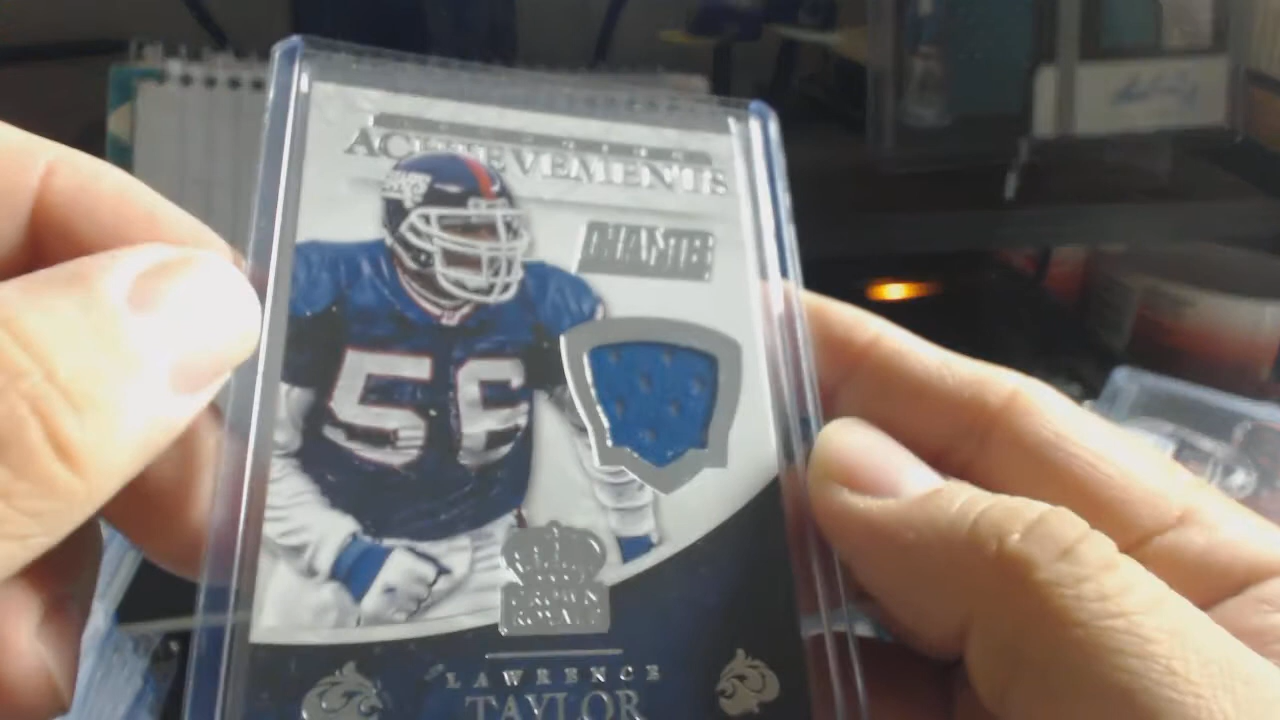 ACHIEVEMENTS
GIANTS
56
CROWN
ROYALE
LAWRENCE
TAYLOR